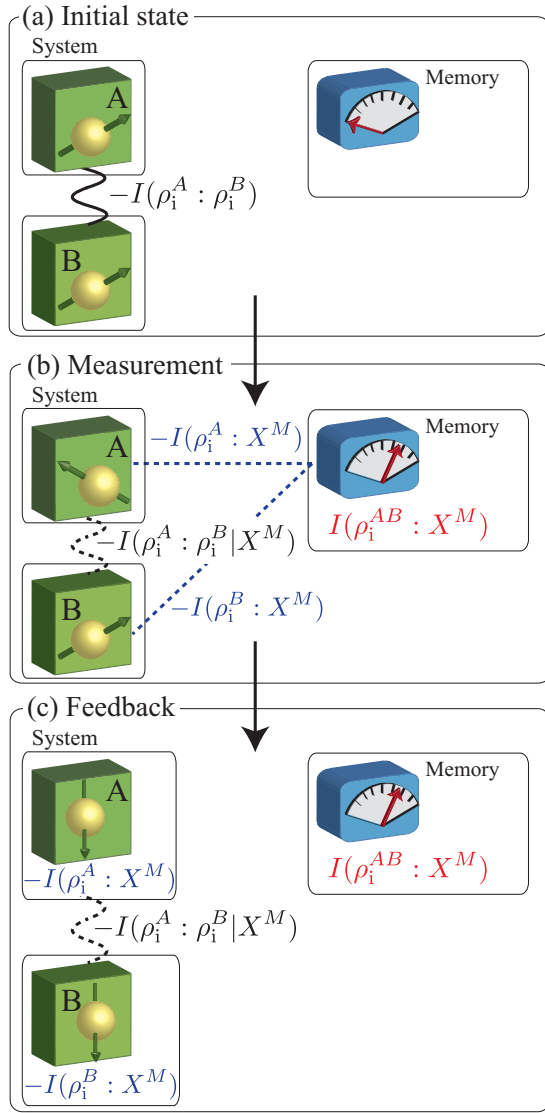 (a) Initial state
System
Memory
A
−I(ρ_i^A : ρ_i^B)
B
(b) Measurement
System
Memory
A
−I(ρ_i^A : X^M)
I(ρ_i^{AB} : X^M)
−I(ρ_i^A : ρ_i^B|X^M)
B
−I(ρ_i^B : X^M)
(c) Feedback
System
Memory
A
I(ρ_i^{AB} : X^M)
−I(ρ_i^A : X^M)
−I(ρ_i^A : ρ_i^B|X^M)
B
−I(ρ_i^B : X^M)